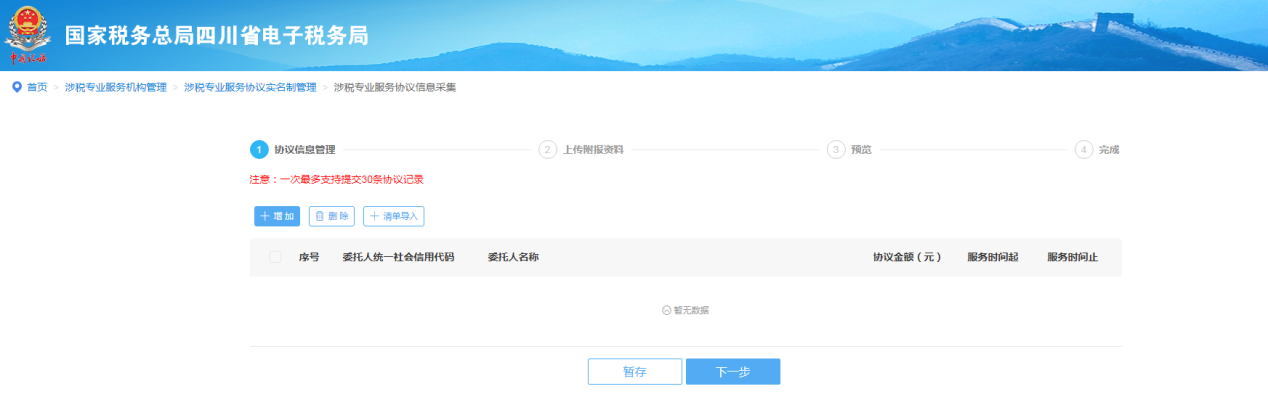 国家税务总局四川省电子税务局
中国税务
首页 > 涉税专业服务机构管理 > 涉税专业服务协议实名制管理 > 涉税专业服务协议信息采集
1 协议信息管理 2 上传附报资料 3 预览 4 完成
注意：一次最多支持提交30条协议记录
增加 删除 清单导入
序号 委托人统一社会信用代码 委托人名称 协议金额（元） 服务时间起 服务时间止
暂无数据
暂存 下一步